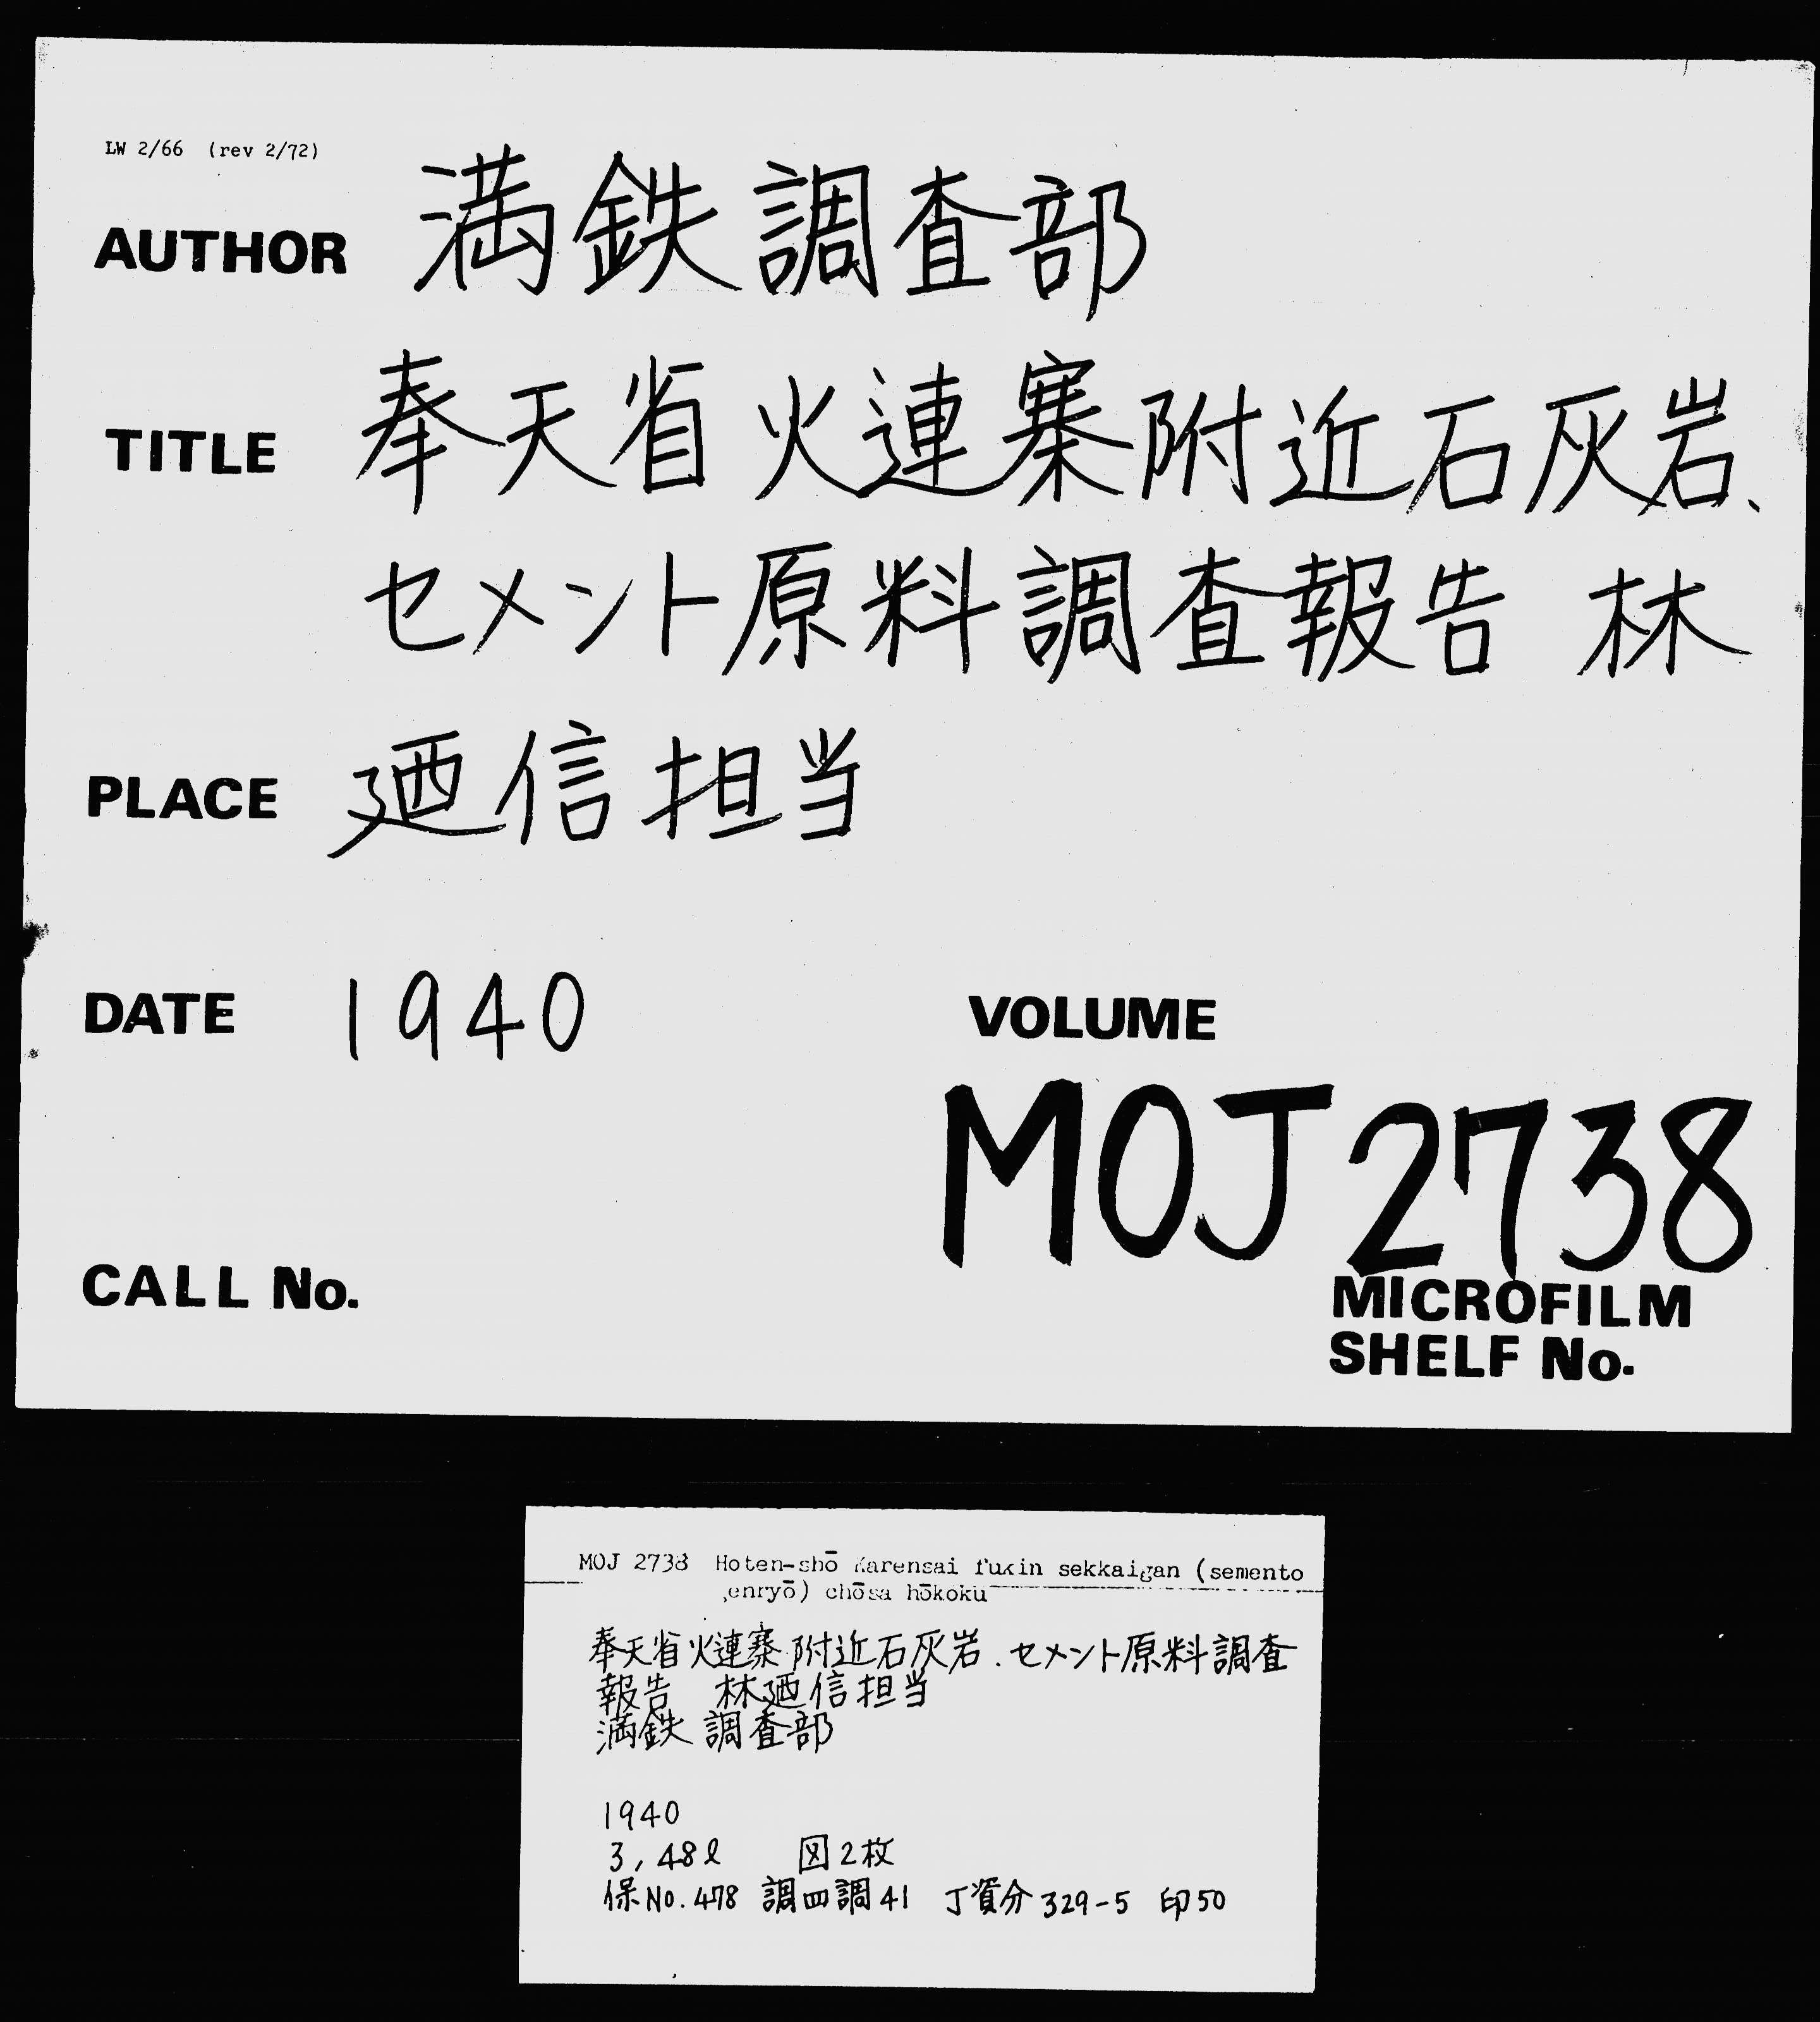 LW 2/66 (rev 2/72)
AUTHOR 満鉄調査部
TITLE 奉天省火連寨附近石灰岩、
セメント原料調査報告 林
PLACE 廼信担当
DATE 1940
VOLUME
MOJ 2738
CALL No.
MICROFILM
SHELF No.
MOJ 2738 Hoten-shō Karensai fukin sekkaigan (semento
genryō) chōsa hōkoku
奉天省火連寨附近石灰岩、セメント原料調査
報告 林廼信担当
満鉄調査部
1940
3, 48l 図2枚
保No. 478 調四調41 丁資分329-5 印50